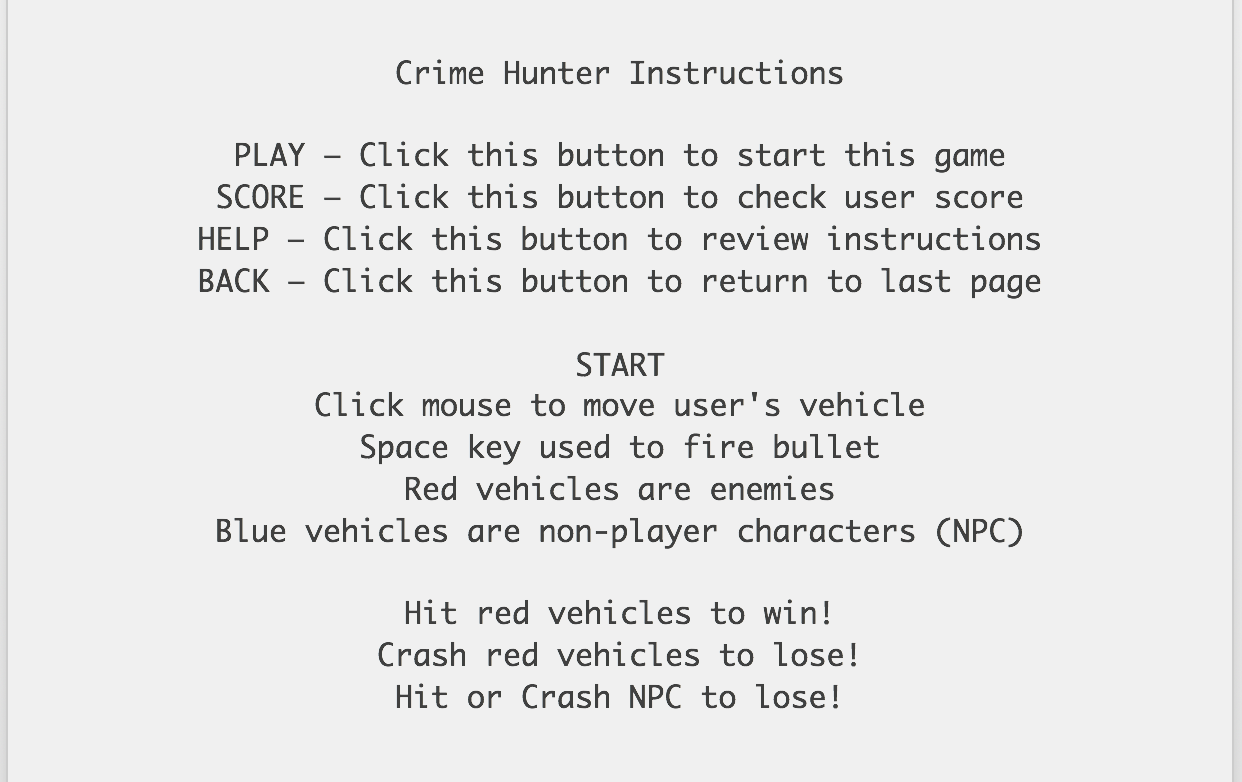 Crime Hunter Instructions
PLAY – Click this button to start this game
SCORE – Click this button to check user score
HELP – Click this button to review instructions
BACK – Click this button to return to last page
START
Click mouse to move user's vehicle
Space key used to fire bullet
Red vehicles are enemies
Blue vehicles are non-player characters (NPC)
Hit red vehicles to win!
Crash red vehicles to lose!
Hit or Crash NPC to lose!